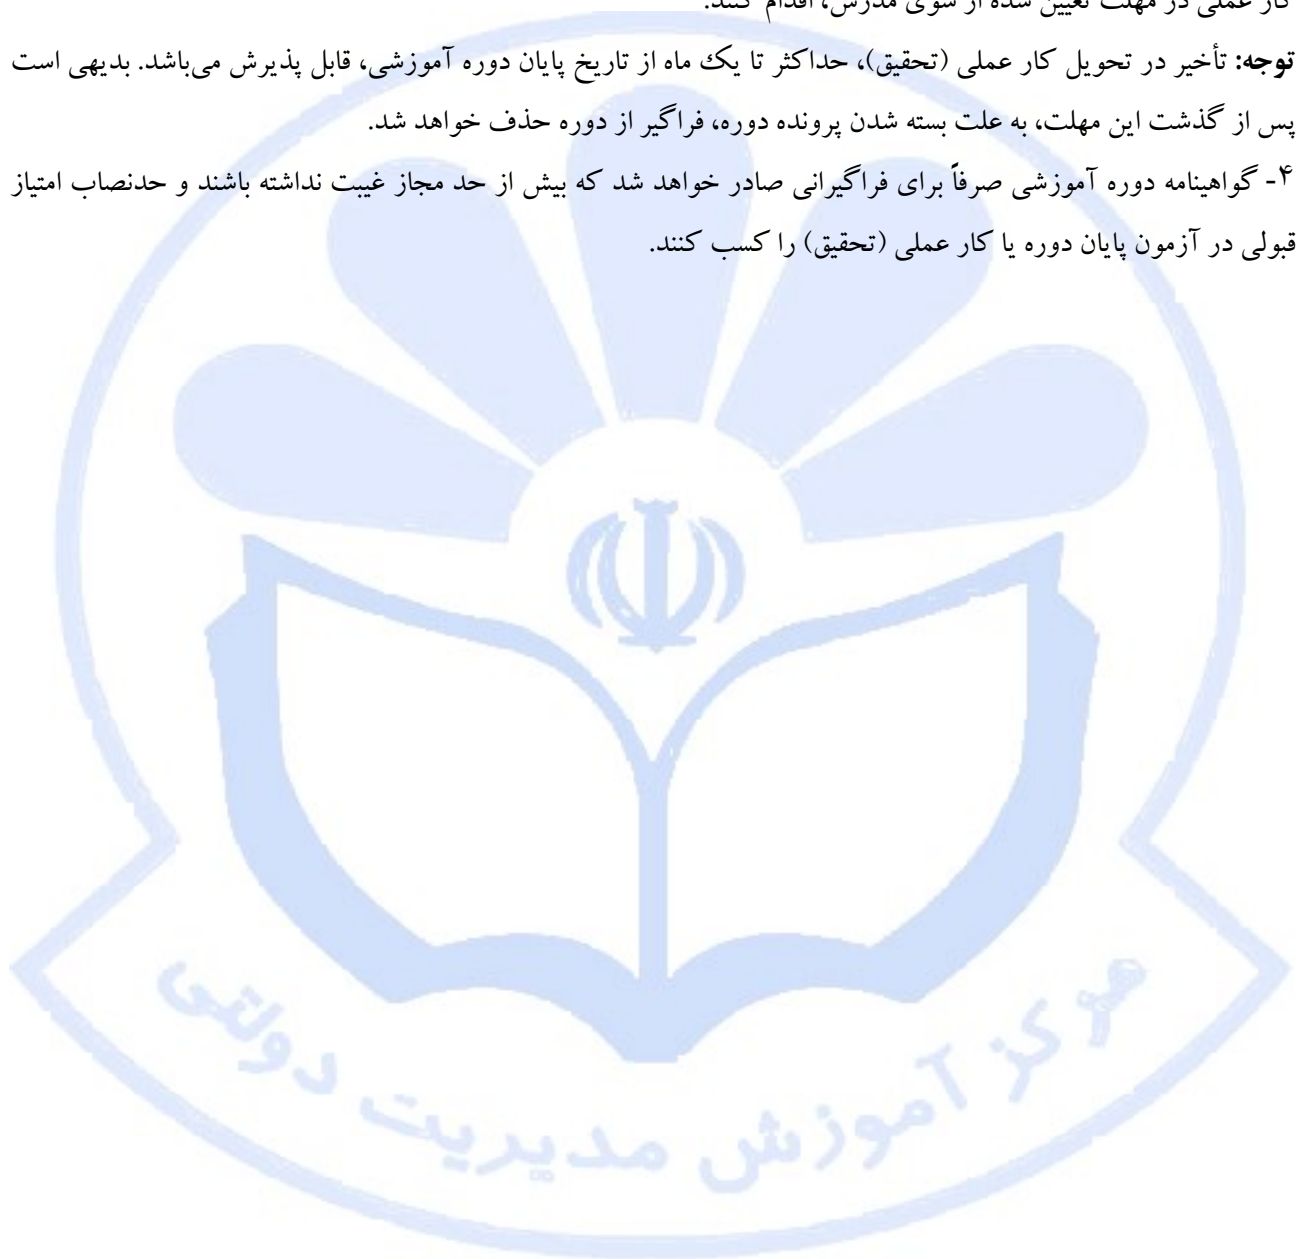 کار عملی در مهلت تعیین شده از سوی مدرس، اقدام کنند.
توجه: تأخیر در تحویل کار عملی (تحقیق)، حداکثر تا یک ماه از تاریخ پایان دوره آموزشی، قابل پذیرش می‌باشد. بدیهی است
پس از گذشت این مهلت، به علت بسته شدن پرونده دوره، فراگیر از دوره حذف خواهد شد.
۴- گواهینامه دوره آموزشی صرفاً برای فراگیرانی صادر خواهد شد که بیش از حد مجاز غیبت نداشته باشند و حدنصاب امتیاز
قبولی در آزمون پایان دوره یا کار عملی (تحقیق) را کسب کنند.
مرکز آموزش مدیریت دولتی